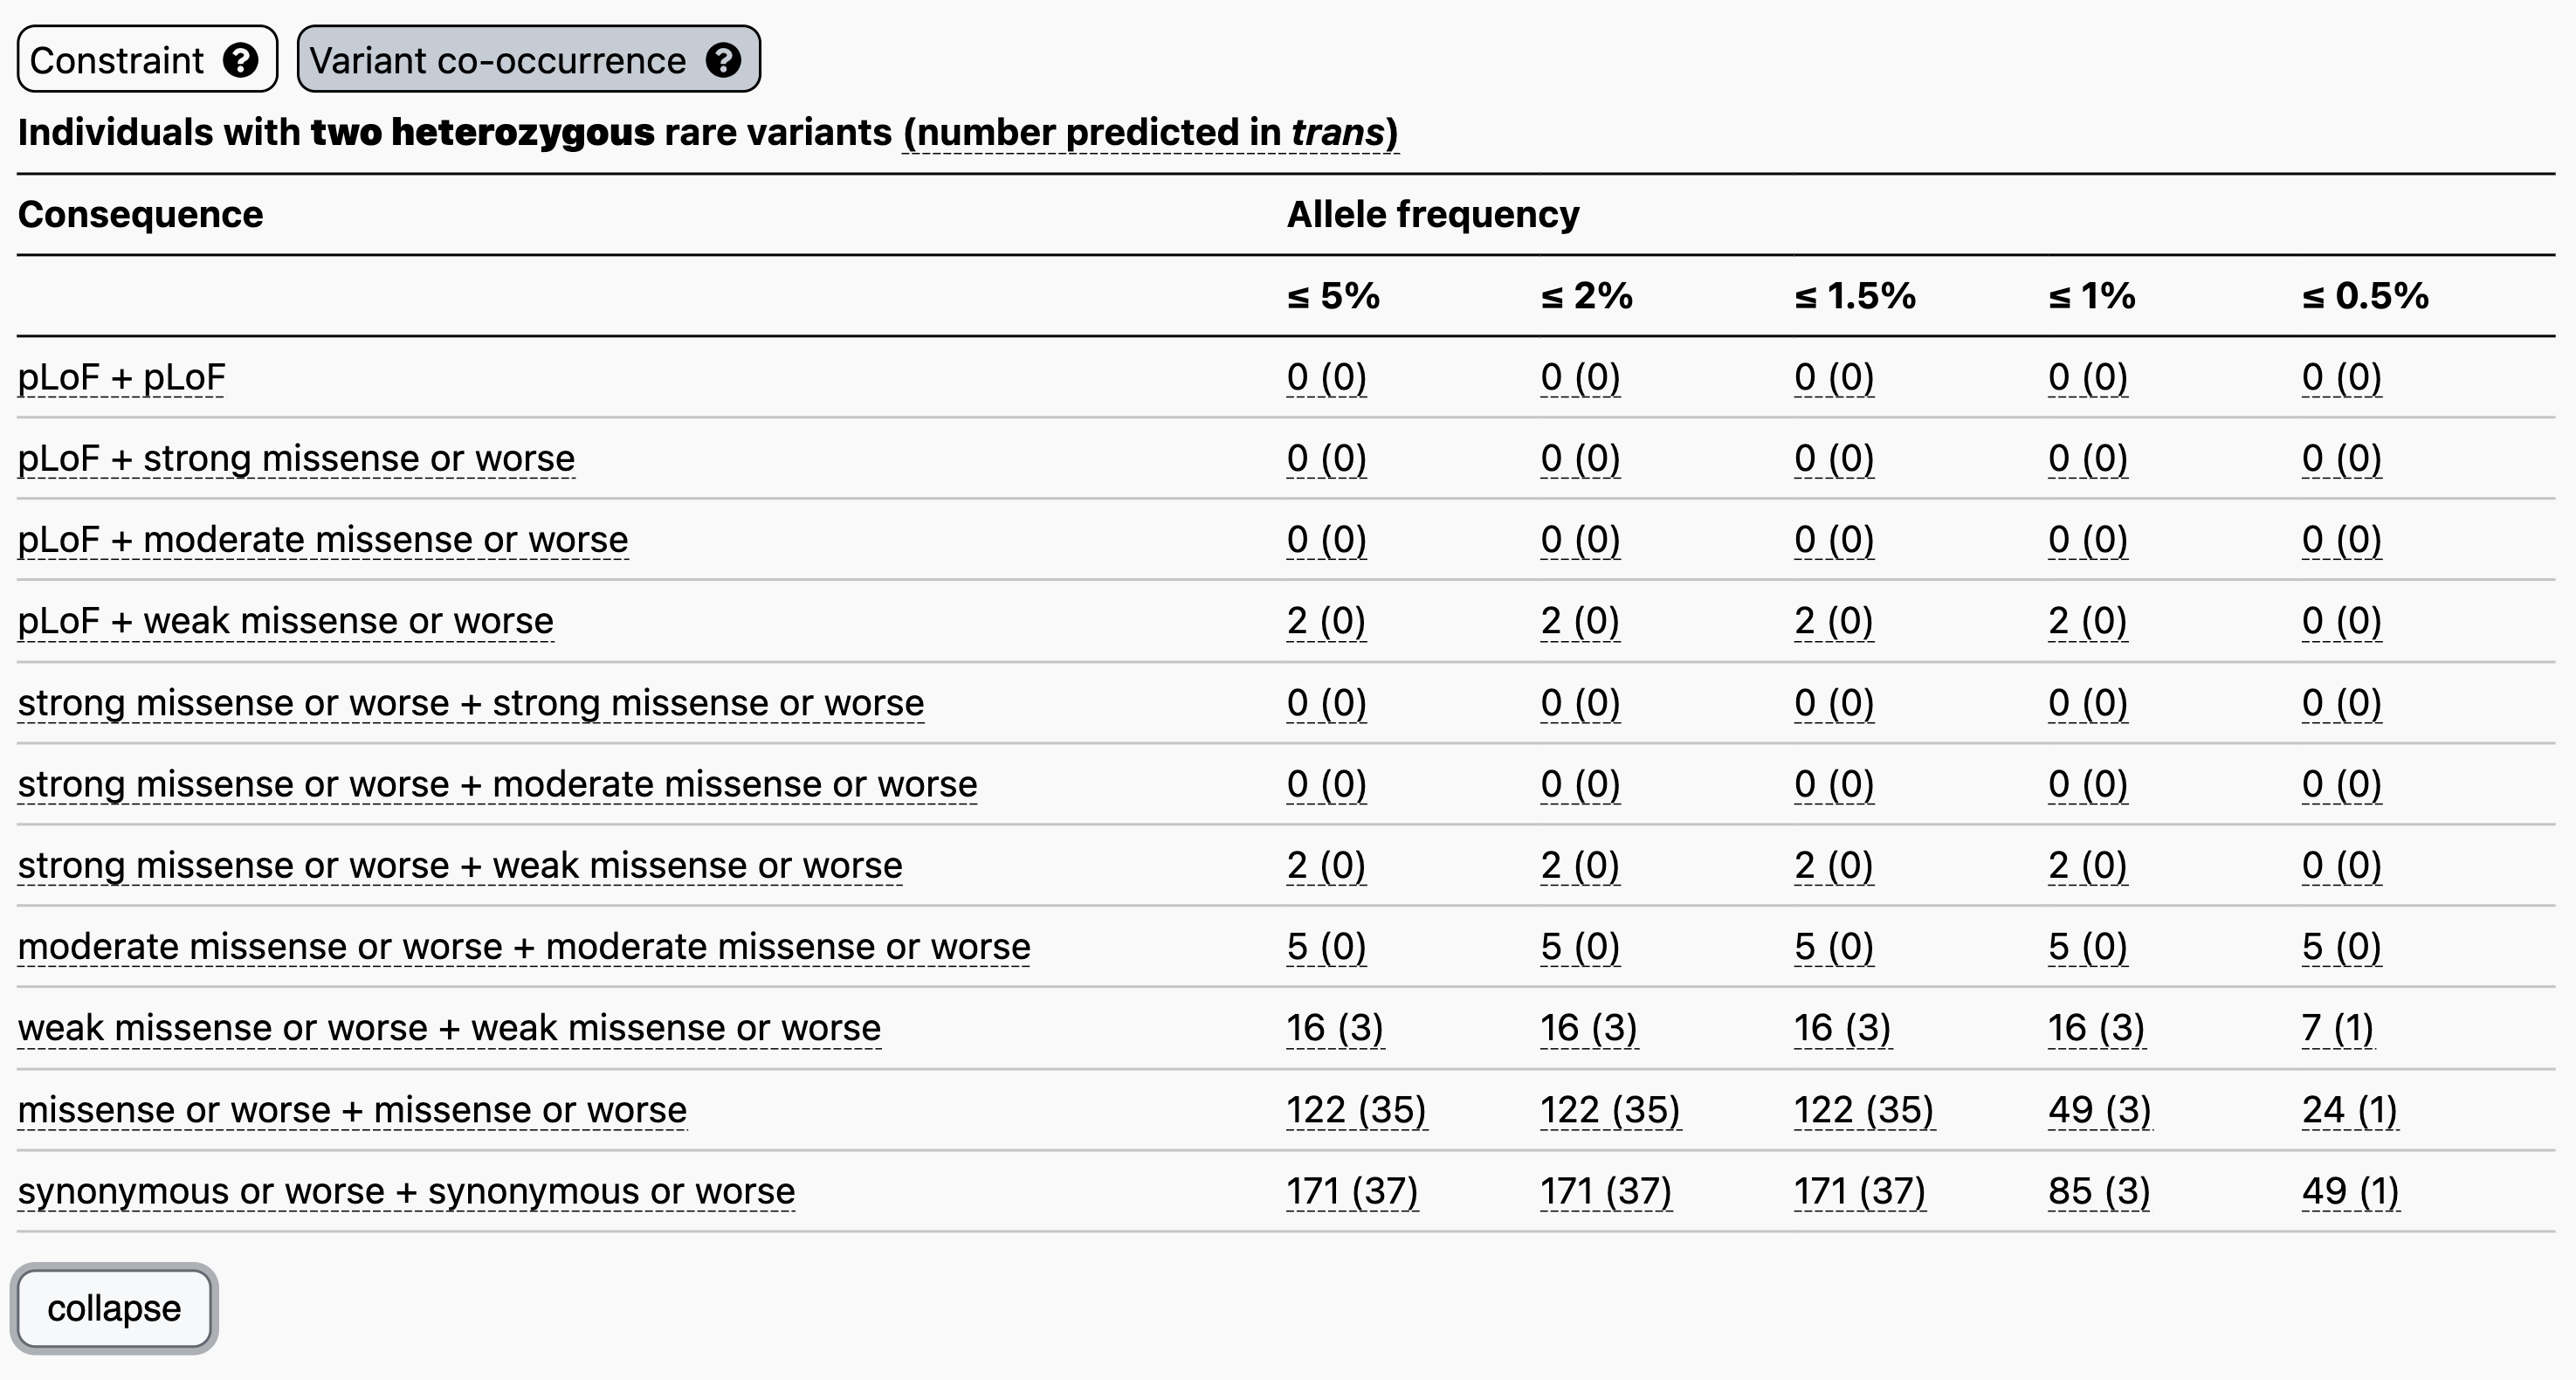 Constraint ? Variant co-occurrence ?
Individuals with two heterozygous rare variants (number predicted in trans)
Consequence Allele frequency
≤ 5% ≤ 2% ≤ 1.5% ≤ 1% ≤ 0.5%
pLoF + pLoF 0 (0) 0 (0) 0 (0) 0 (0) 0 (0)
pLoF + strong missense or worse 0 (0) 0 (0) 0 (0) 0 (0) 0 (0)
pLoF + moderate missense or worse 0 (0) 0 (0) 0 (0) 0 (0) 0 (0)
pLoF + weak missense or worse 2 (0) 2 (0) 2 (0) 2 (0) 0 (0)
strong missense or worse + strong missense or worse 0 (0) 0 (0) 0 (0) 0 (0) 0 (0)
strong missense or worse + moderate missense or worse 0 (0) 0 (0) 0 (0) 0 (0) 0 (0)
strong missense or worse + weak missense or worse 2 (0) 2 (0) 2 (0) 2 (0) 0 (0)
moderate missense or worse + moderate missense or worse 5 (0) 5 (0) 5 (0) 5 (0) 5 (0)
weak missense or worse + weak missense or worse 16 (3) 16 (3) 16 (3) 16 (3) 7 (1)
missense or worse + missense or worse 122 (35) 122 (35) 122 (35) 49 (3) 24 (1)
synonymous or worse + synonymous or worse 171 (37) 171 (37) 171 (37) 85 (3) 49 (1)
collapse